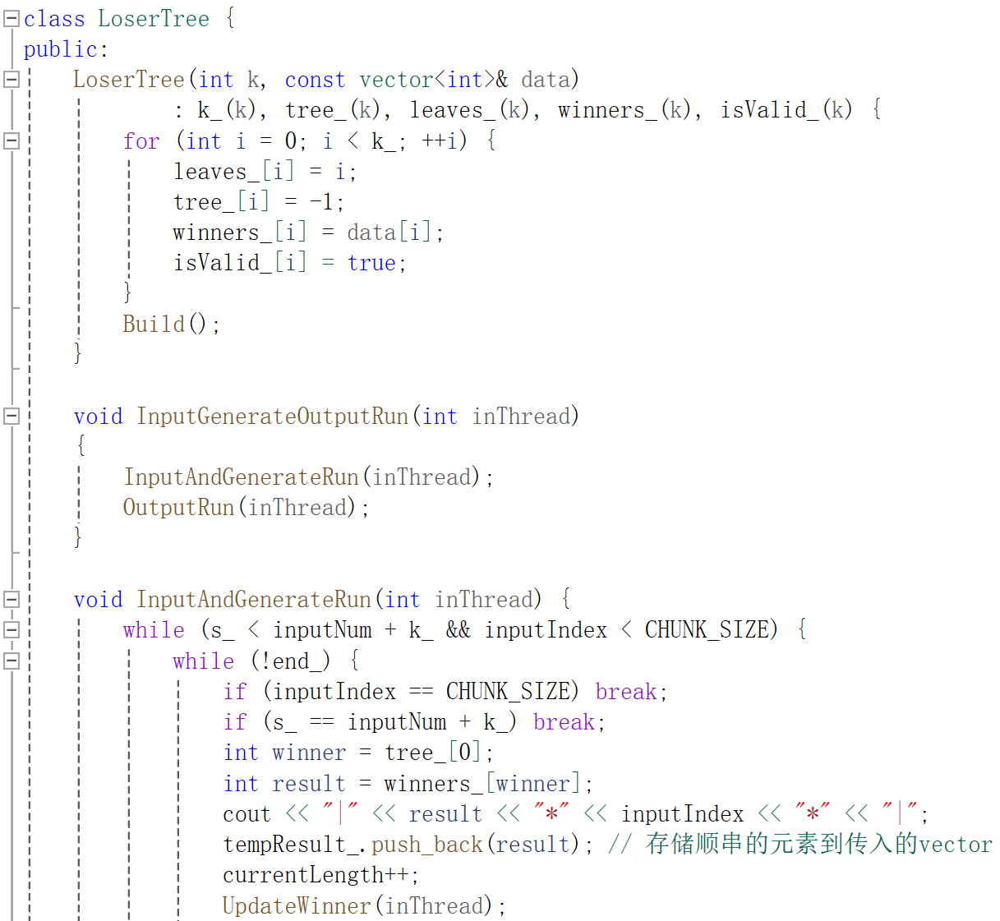 class LoserTree {
public:
    LoserTree(int k, const vector<int>& data)
            : k_(k), tree_(k), leaves_(k), winners_(k), isValid_(k) {
        for (int i = 0; i < k_; ++i) {
            leaves_[i] = i;
            tree_[i] = -1;
            winners_[i] = data[i];
            isValid_[i] = true;
        }
        Build();
    }

    void InputGenerateOutputRun(int inThread)
    {
        InputAndGenerateRun(inThread);
        OutputRun(inThread);
    }

    void InputAndGenerateRun(int inThread) {
        while (s_ < inputNum + k_ && inputIndex < CHUNK_SIZE) {
            while (!end_) {
                if (inputIndex == CHUNK_SIZE) break;
                if (s_ == inputNum + k_) break;
                int winner = tree_[0];
                int result = winners_[winner];
                cout << "|" << result << "*" << inputIndex << "*" << "|";
                tempResult_.push_back(result); // 存储顺串的元素到传入的vector
                currentLength++;
                UpdateWinner(inThread);